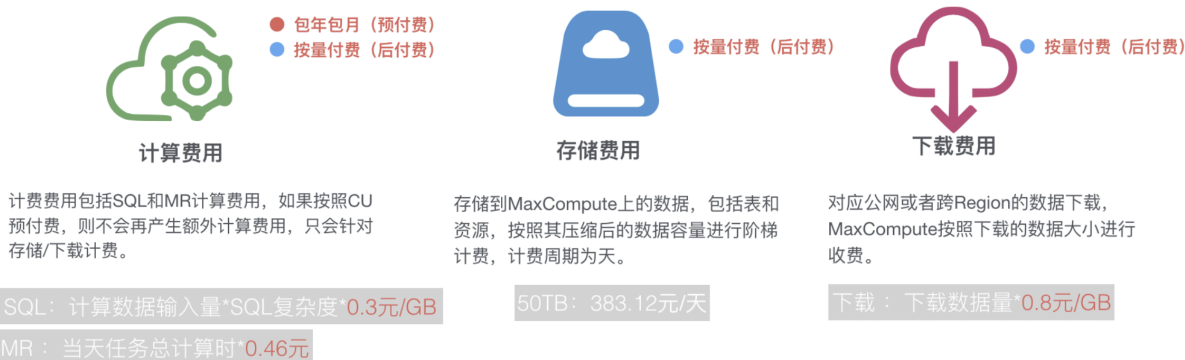 包年包月（预付费）
按量付费（后付费）
计算费用
计费费用包括SQL和MR计算费用，如果按照CU
预付费，则不会再产生额外计算费用，只会针对
存储/下载计费。
SQL：计算数据输入量*SQL复杂度*0.3元/GB
MR：当天任务总计算时*0.46元
按量付费（后付费）
存储费用
存储到MaxCompute上的数据，包括表和
资源，按照其压缩后的数据容量进行阶梯
计费，计费周期为天。
50TB：383.12元/天
按量付费（后付费）
下载费用
对应公网或者跨Region的数据下载，
MaxCompute按照下载的数据大小进行
收费。
下载：下载数据量*0.8元/GB